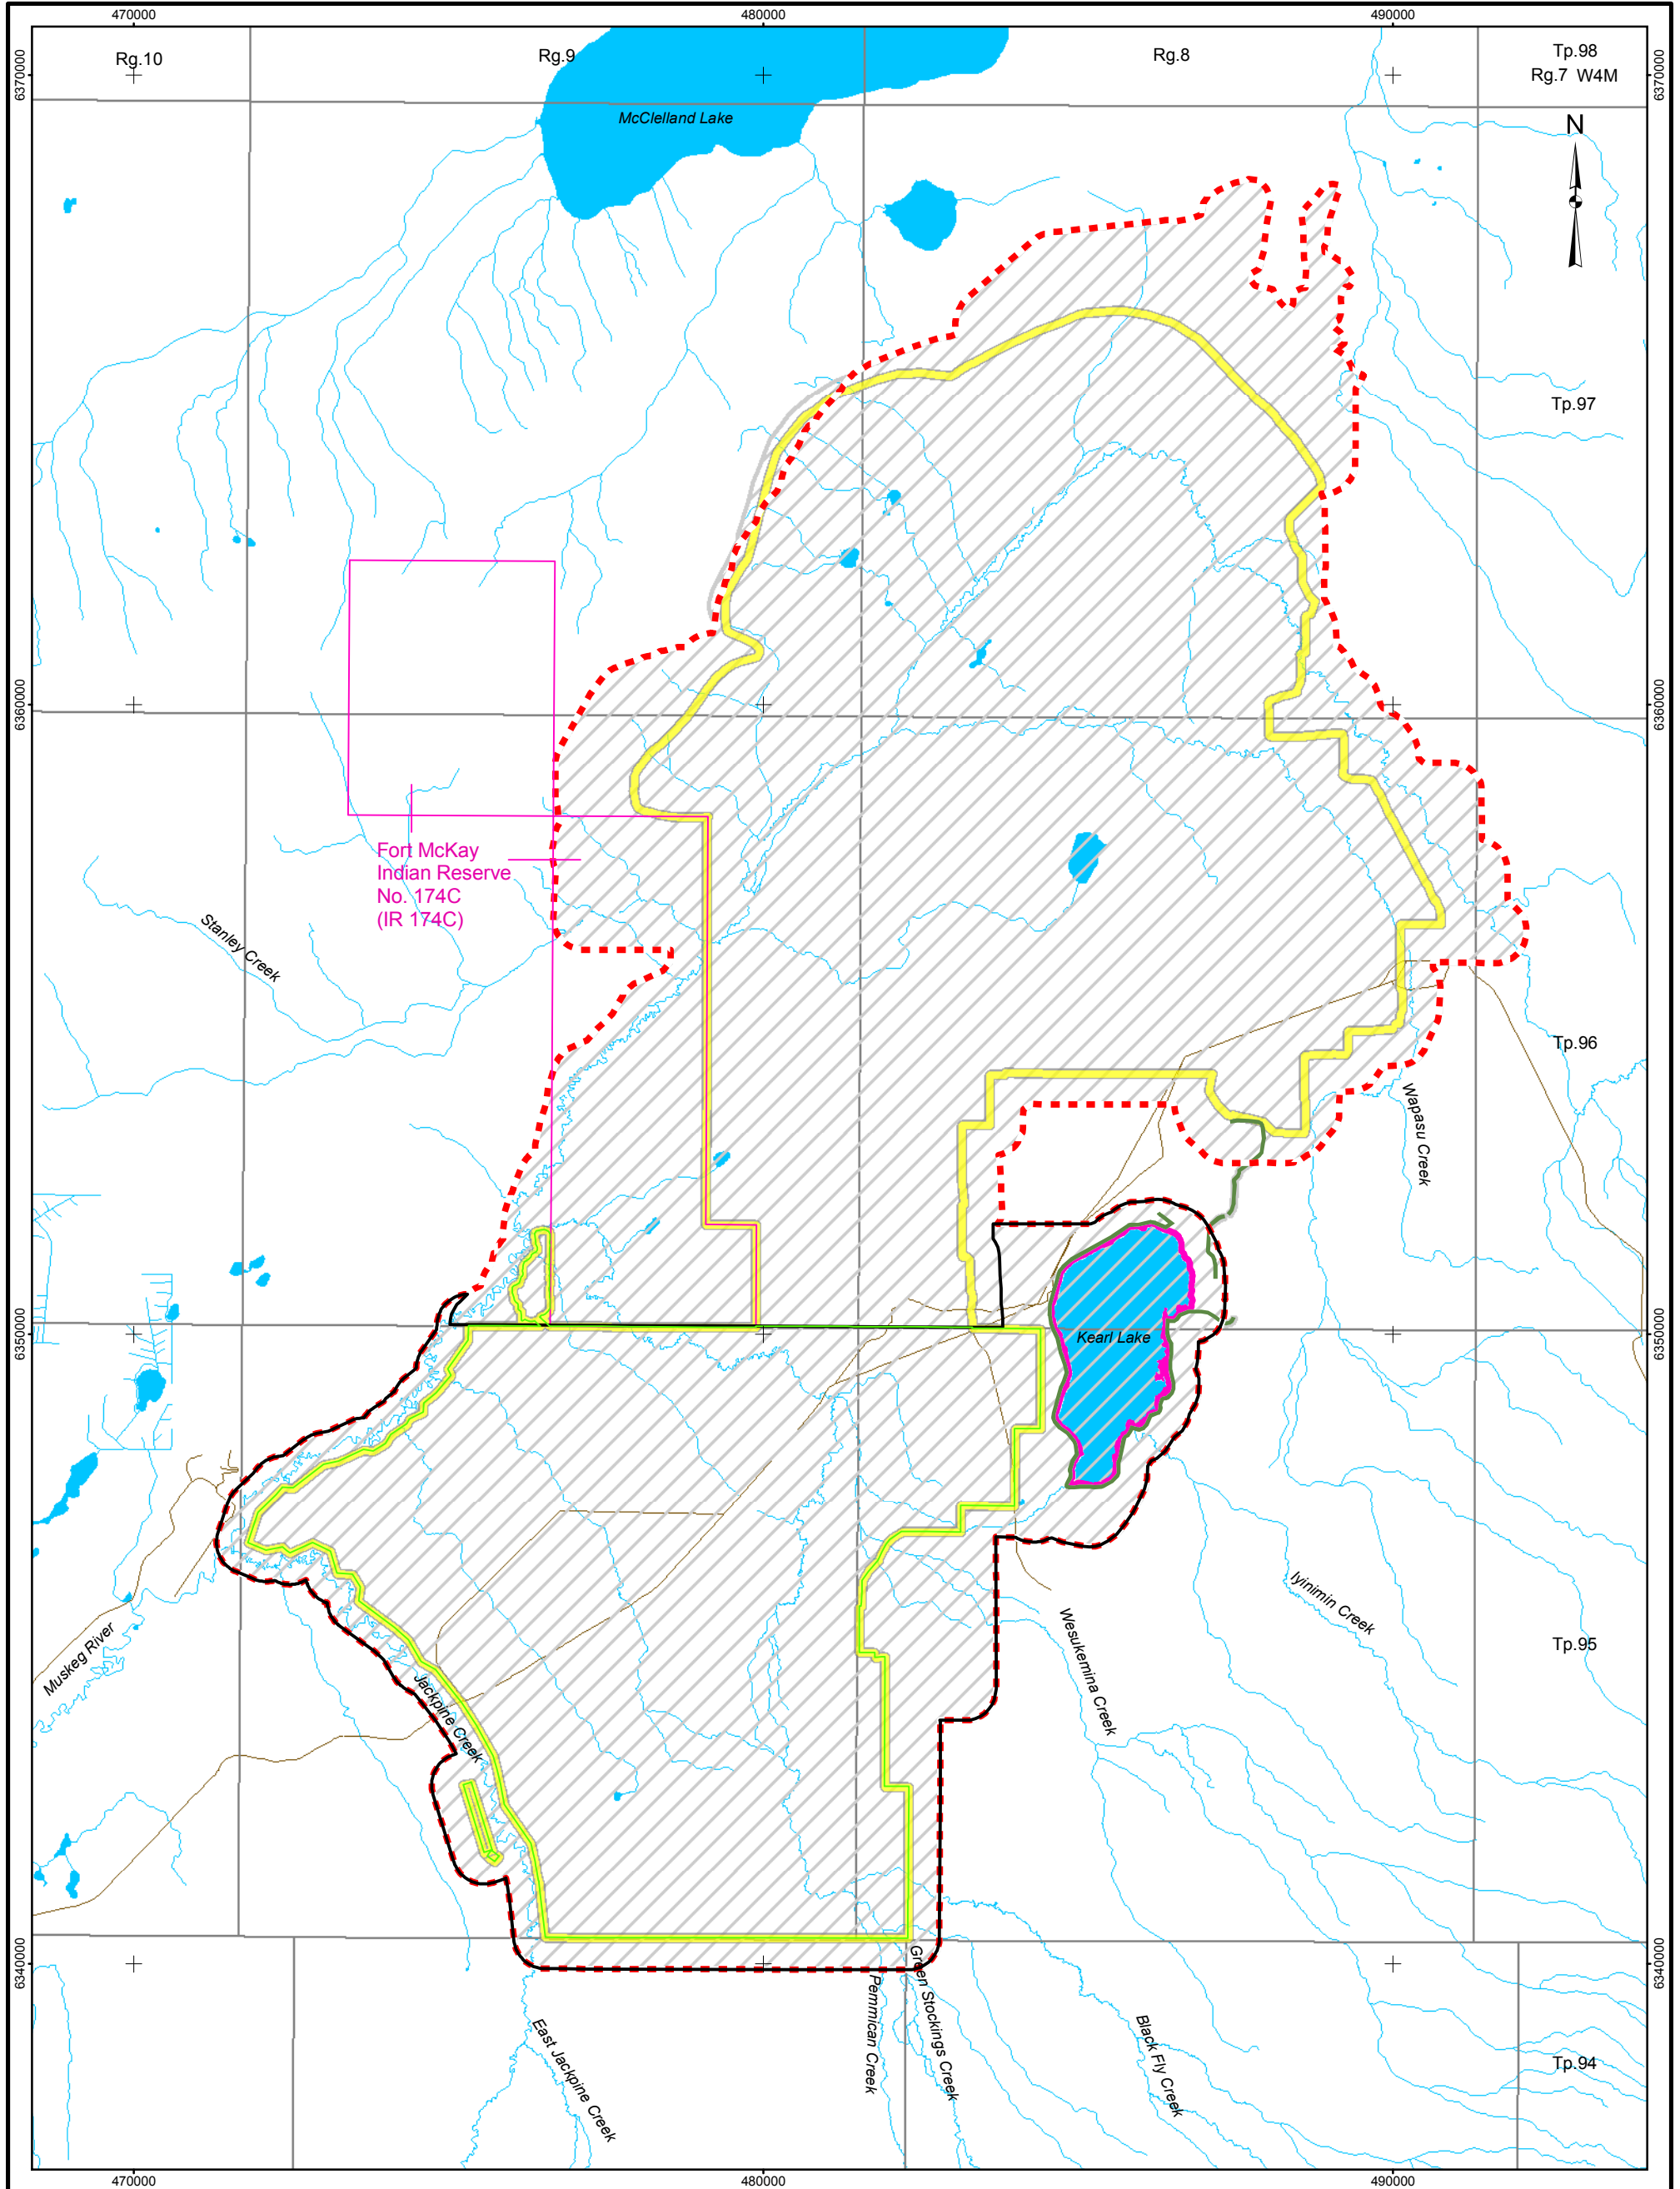 470000
480000
490000
Rg.10
Rg.9
Rg.8
Tp.98
Rg.7 W4M
6370000
6370000
McClelland Lake
N
Tp.97
6360000
6360000
Fort McKay
Indian Reserve
No. 174C
(IR 174C)
Stanley Creek
Tp.96
Wapasu Creek
6350000
6350000
Kearl Lake
Iyinimin Creek
Muskeg River
Wesukemina Creek
Tp.95
Jackpine Creek
6340000
6340000
Green Stockings Creek
Pemmican Creek
East Jackpine Creek
Black Fly Creek
Tp.94
470000
480000
490000